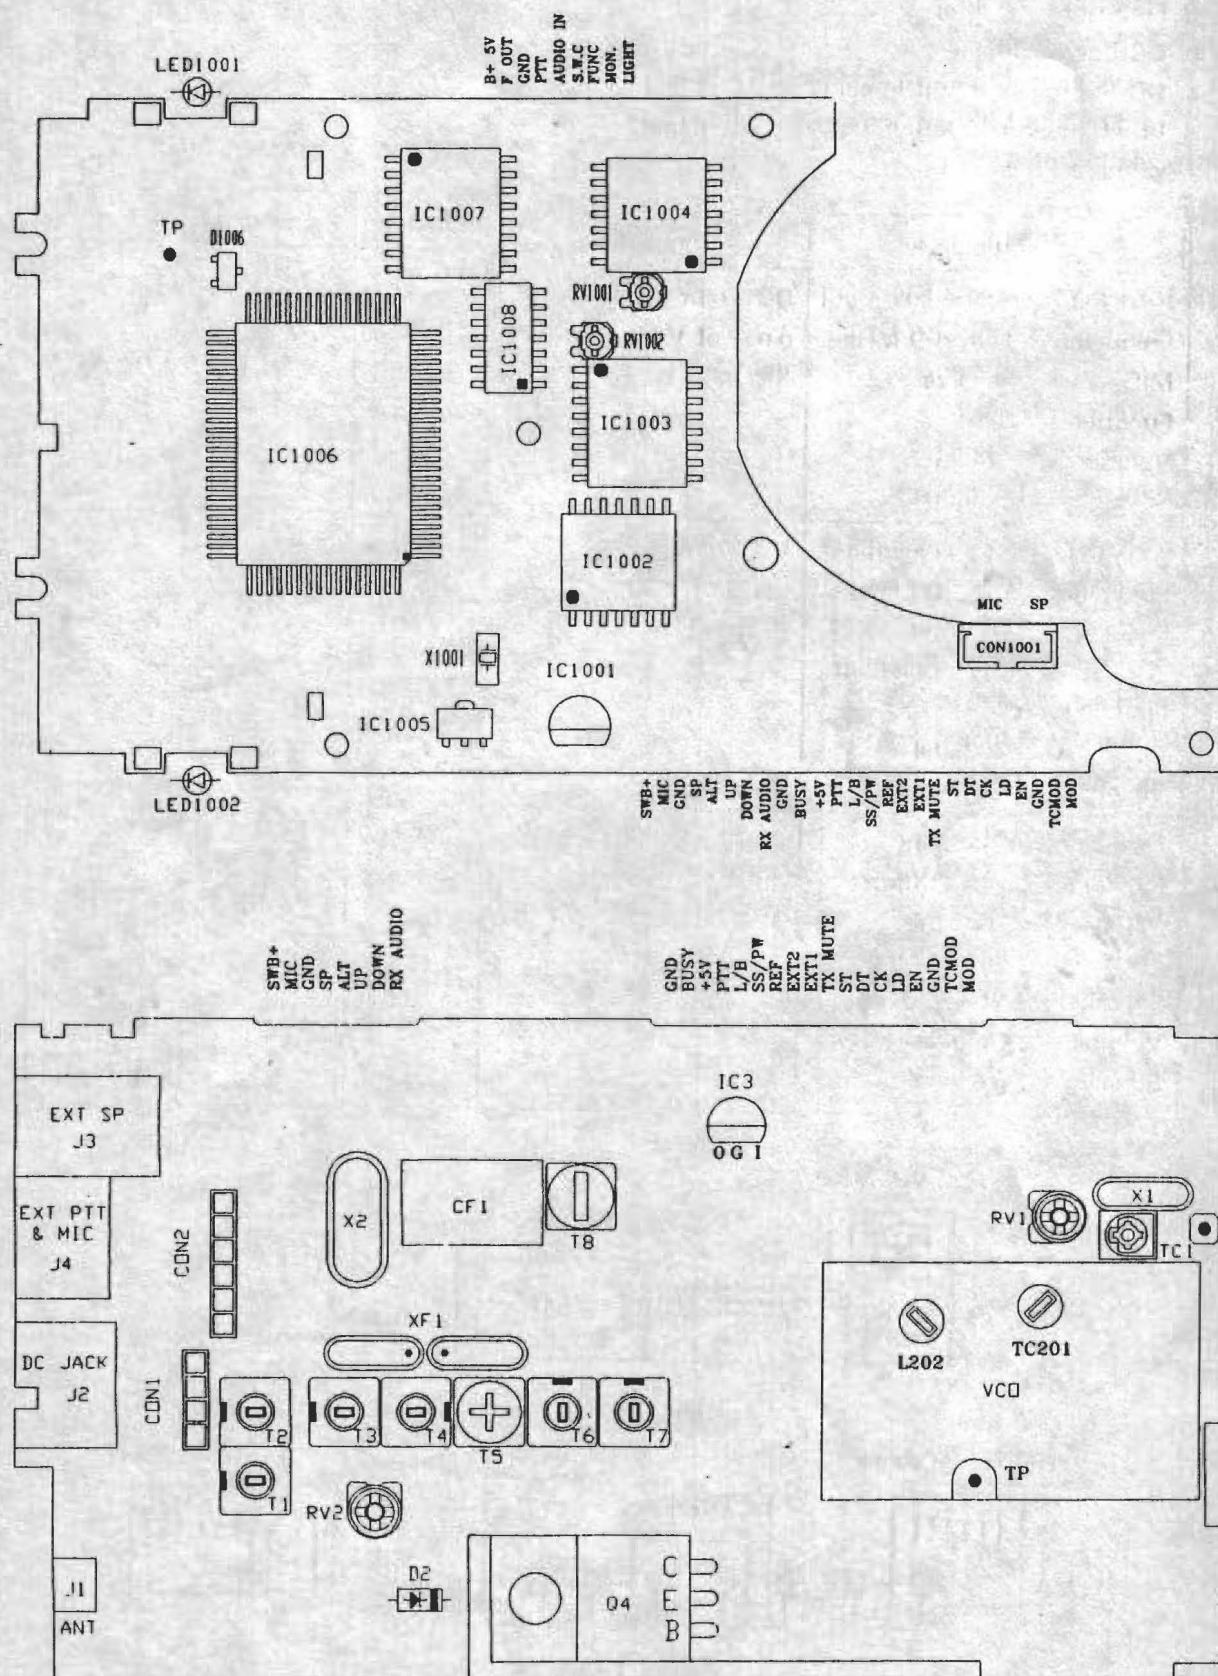 B+ 5V
F OUT
GND
PTT
AUDIO IN
S.W.C
FUNC
MON.
LIGHT
LED1001
IC1007
IC1004
TP
D1006
RV1001
IC1008
RV1002
IC1003
IC1006
IC1002
MIC SP
CON1001
X1001
IC1001
IC1005
LED1002
SWB+
MIC
GND
SP
ALT
UP
DOWN
RX AUDIO
GND
BUSY
+5V
PTT
L/B
SS/PW
REF
EXT2
EXT1
TX MUTE
ST
DT
CK
LD
EN
GND
TCMOD
MOD
SWB+
MIC
GND
SP
ALT
UP
DOWN
RX AUDIO
GND
BUSY
+5V
PTT
L/B
SS/PW
REF
EXT2
EXT1
TX MUTE
ST
DT
CK
LD
EN
GND
TCMOD
MOD
IC3
O G I
EXT SP
J3
EXT PTT
& MIC
J4
CON2
X2
CF1
T8
RV1
X1
TC1
XF1
L202
TC201
VCO
DC JACK
J2
CON1
T2
T3
T4
T5
T6
T7
T1
RV2
TP
J1
ANT
D2
Q4
C
E
B